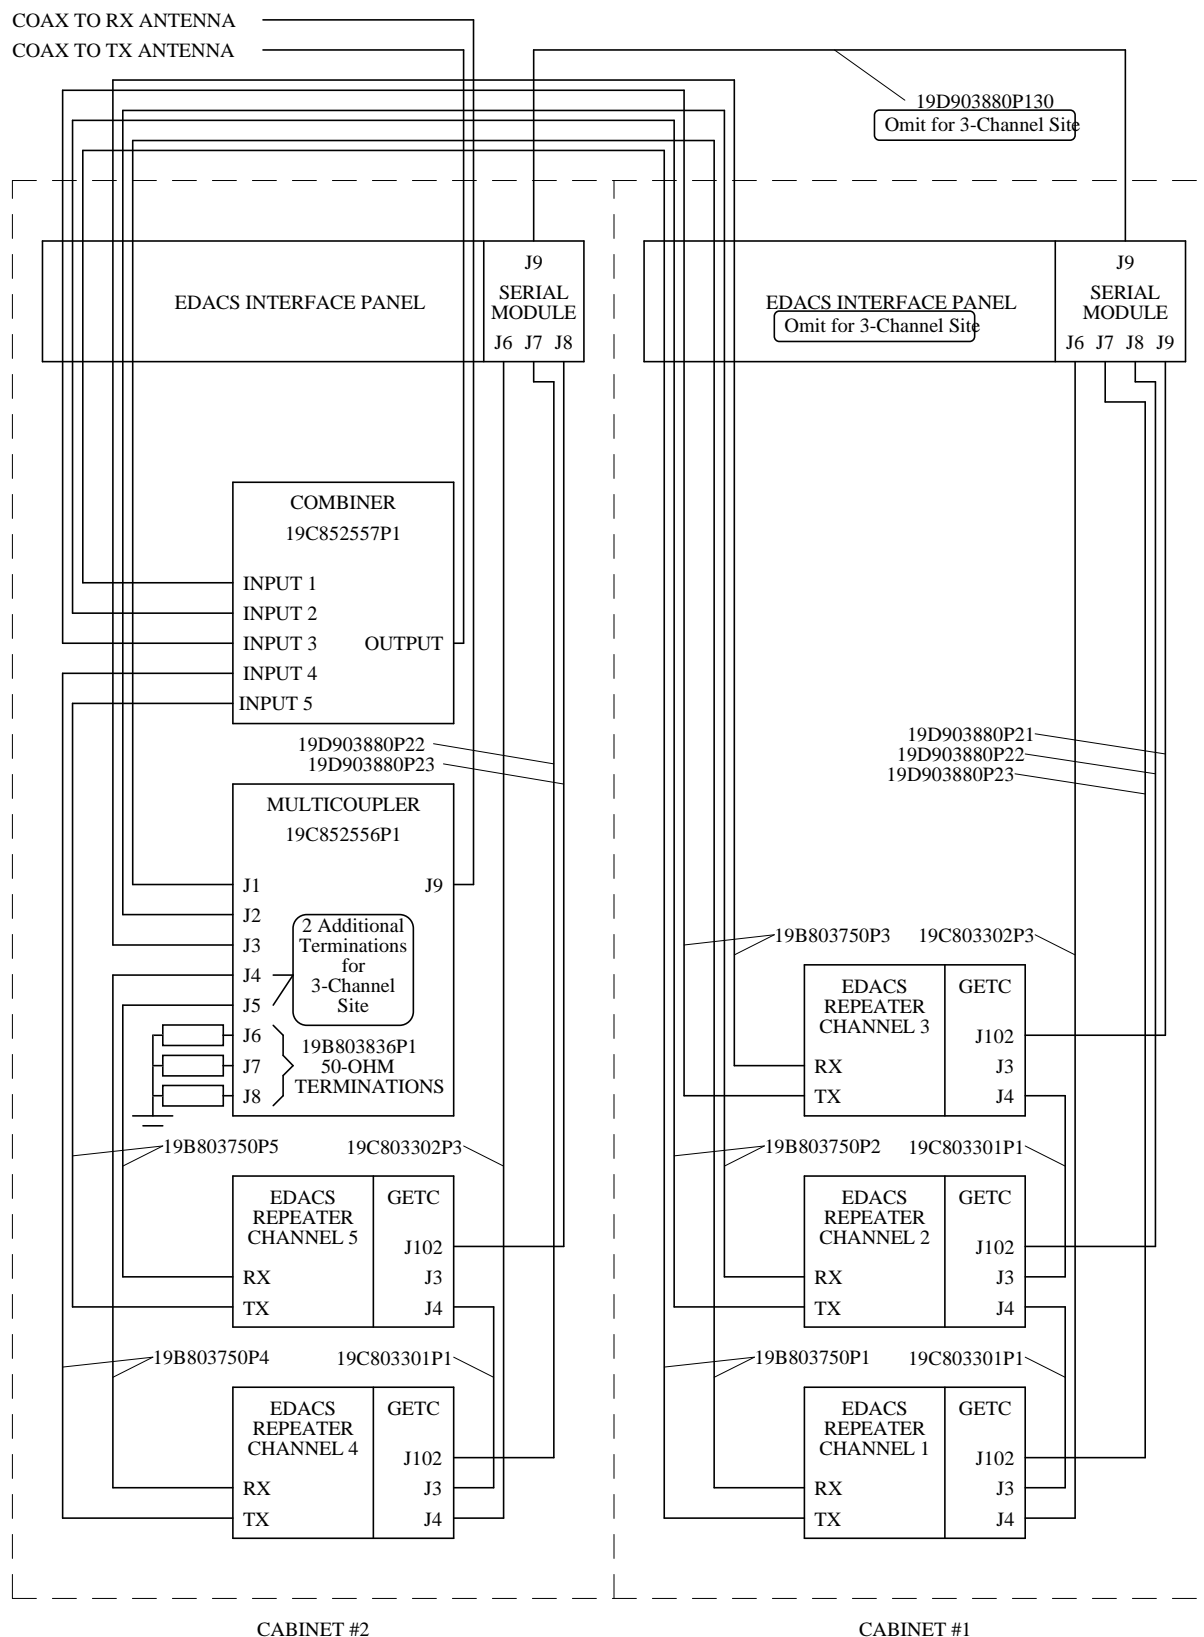 COAX TO RX ANTENNA
COAX TO TX ANTENNA
19D903880P130
Omit for 3-Channel Site
EDACS INTERFACE PANEL
J9
SERIAL
MODULE
J6 J7 J8
EDACS INTERFACE PANEL
Omit for 3-Channel Site
J9
SERIAL
MODULE
J6 J7 J8 J9
COMBINER
19C852557P1
INPUT 1
INPUT 2
INPUT 3
OUTPUT
INPUT 4
INPUT 5
19D903880P22
19D903880P23
19D903880P21
19D903880P22
19D903880P23
MULTICOUPLER
19C852556P1
J1
J9
J2
J3
J4
J5
J6
J7
J8
2 Additional
Terminations
for
3-Channel
Site
19B803836P1
50-OHM
TERMINATIONS
19B803750P3
19C803302P3
EDACS
REPEATER
CHANNEL 3
GETC
J102
RX
J3
TX
J4
19B803750P5
19C803302P3
EDACS
REPEATER
CHANNEL 5
GETC
J102
RX
J3
TX
J4
19B803750P2
19C803301P1
EDACS
REPEATER
CHANNEL 2
GETC
J102
RX
J3
TX
J4
19B803750P4
19C803301P1
EDACS
REPEATER
CHANNEL 4
GETC
J102
RX
J3
TX
J4
19B803750P1
19C803301P1
EDACS
REPEATER
CHANNEL 1
GETC
J102
RX
J3
TX
J4
CABINET #2
CABINET #1